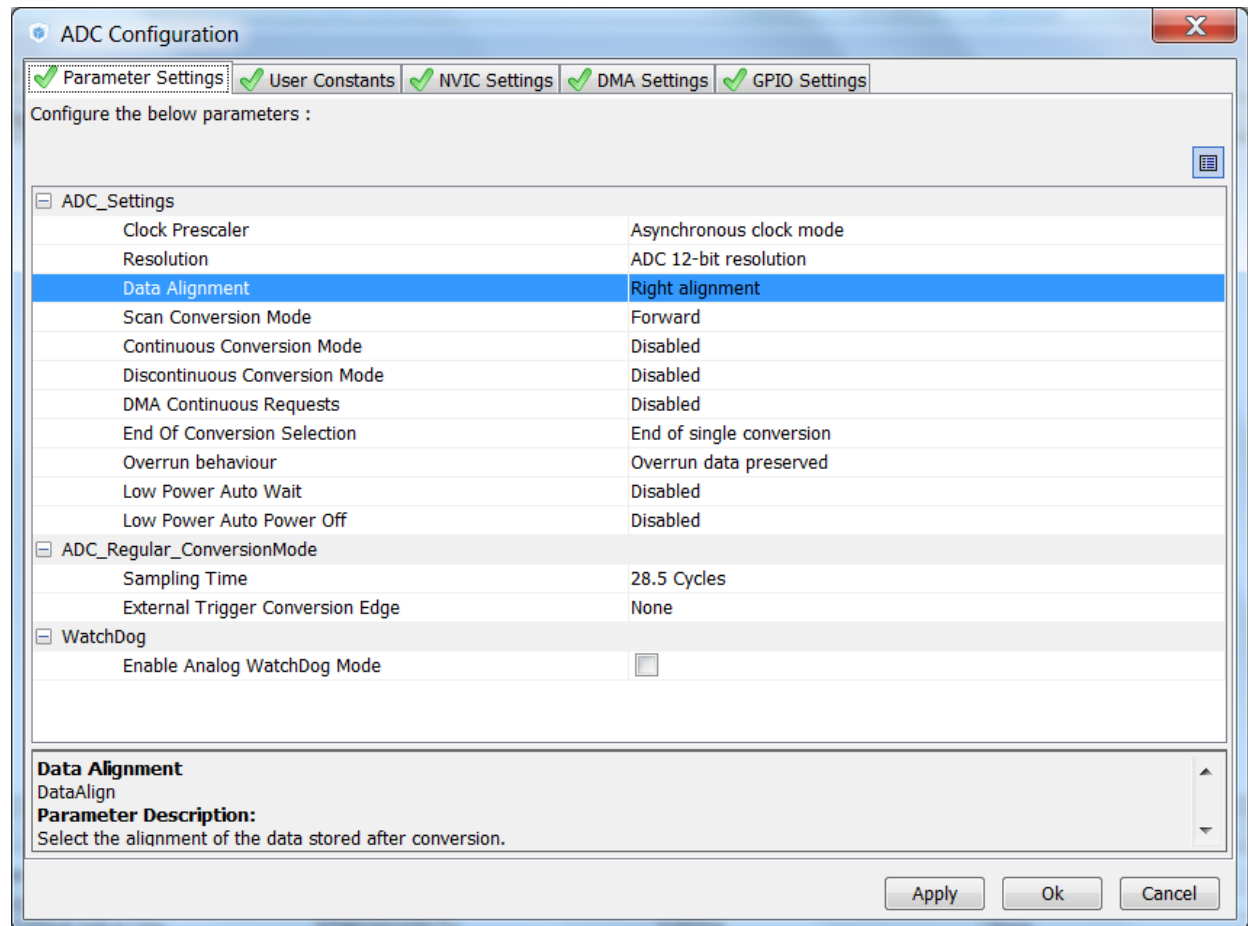 ADC Configuration
Parameter Settings User Constants NVIC Settings DMA Settings GPIO Settings
Configure the below parameters :
ADC_Settings
Clock Prescaler Asynchronous clock mode
Resolution ADC 12-bit resolution
Data Alignment Right alignment
Scan Conversion Mode Forward
Continuous Conversion Mode Disabled
Discontinuous Conversion Mode Disabled
DMA Continuous Requests Disabled
End Of Conversion Selection End of single conversion
Overrun behaviour Overrun data preserved
Low Power Auto Wait Disabled
Low Power Auto Power Off Disabled
ADC_Regular_ConversionMode
Sampling Time 28.5 Cycles
External Trigger Conversion Edge None
WatchDog
Enable Analog WatchDog Mode
Data Alignment
DataAlign
Parameter Description:
Select the alignment of the data stored after conversion.
Apply Ok Cancel